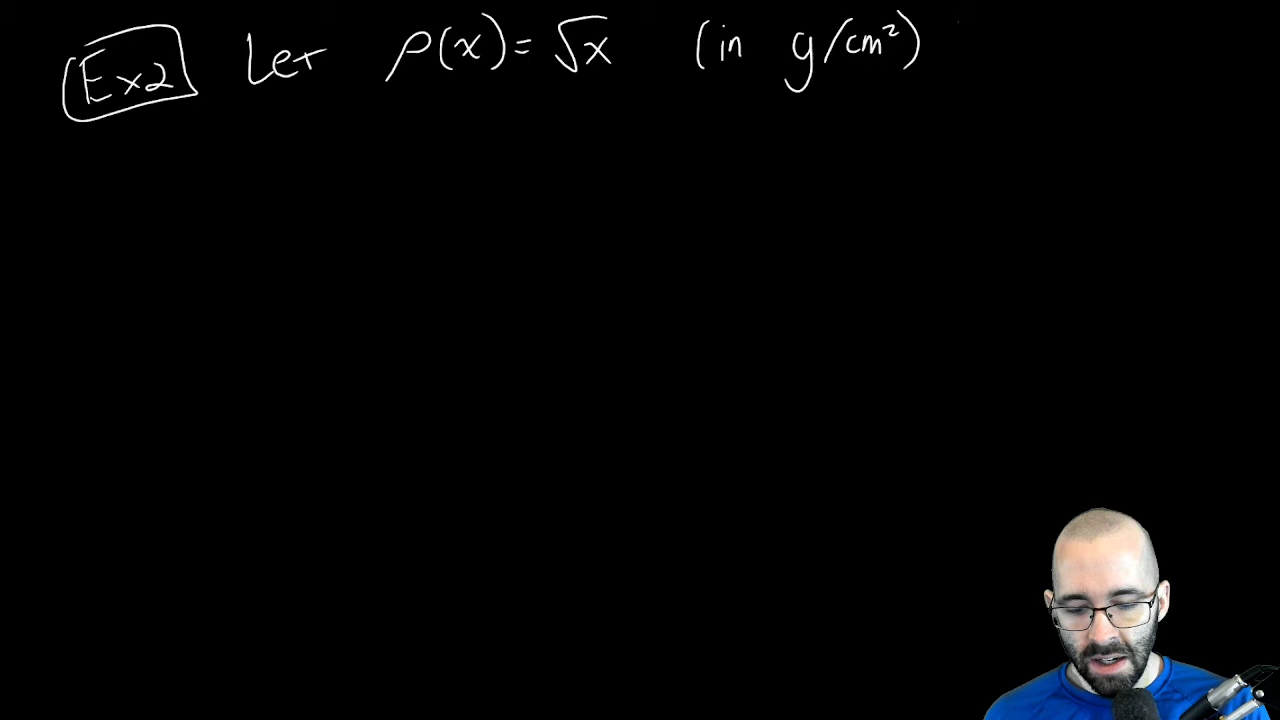 Ex2 Let ρ(x)=√x (in g/cm²)